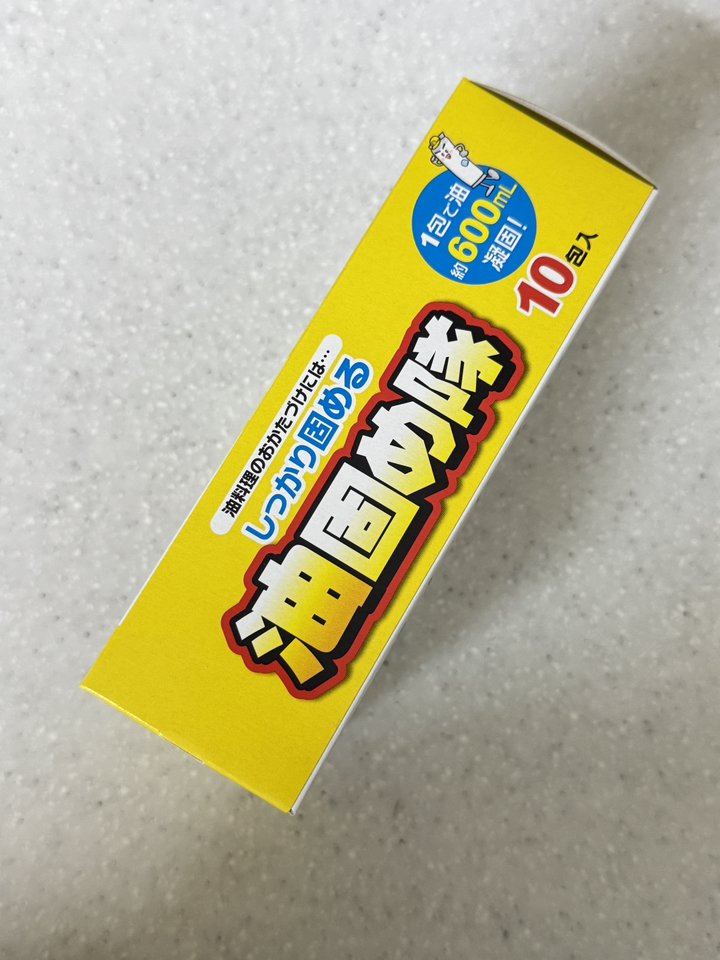 油料理のおかたづけには…
しっかり固める
油固め隊
1包で油
約600mL
凝固!
10包入